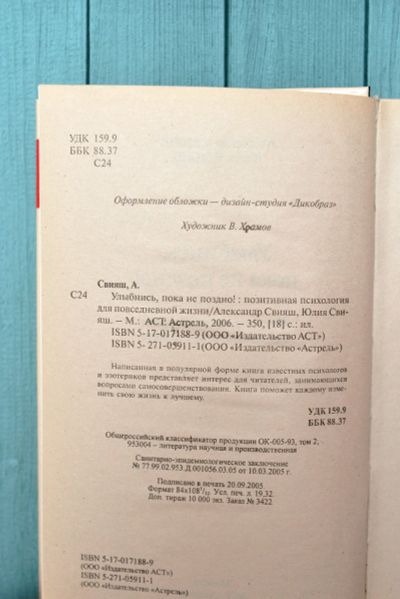 УДК 159.9
ББК 88.37
С24
Оформление обложки — дизайн-студия «Дикобраз»
Художник В. Храмов
Свияш, А.
С24 Улыбнись, пока не поздно! : позитивная психология
для повседневной жизни/Александр Свияш, Юлия Сви-
яш. – М.: АСТ: Астрель, 2006. – 350, [18] с.: ил.
ISBN 5-17-017188-9 (ООО «Издательство АСТ»)
ISBN 5- 271-05911-1(ООО «Издательство «Астрель»)
Написанная в популярной форме книга известных психологов
и эзотериков представляет интерес для читателей, занимающихся
вопросами самосовершенствования. Книга поможет каждому изме-
нить свою жизнь к лучшему.
УДК 159.9
ББК 88.37
Общероссийский классификатор продукции ОК-005-93, том 2,
953004 – литература научная и производственная
Санитарно-эпидемиологическое заключение
№ 77.99.02.953.Д.001056.03.05 от 10.03.2005 г.
Подписано в печать 20.09.2005
Формат 84х108¹/₃₂. Усл. печ. л. 19,32.
Доп. тираж 10 000 экз. Заказ № 3422.
ISBN 5-17-017188-9
(ООО «Издательство АСТ»)
ISBN 5-271-05911-1
(ООО «Издательство «Астрель»)